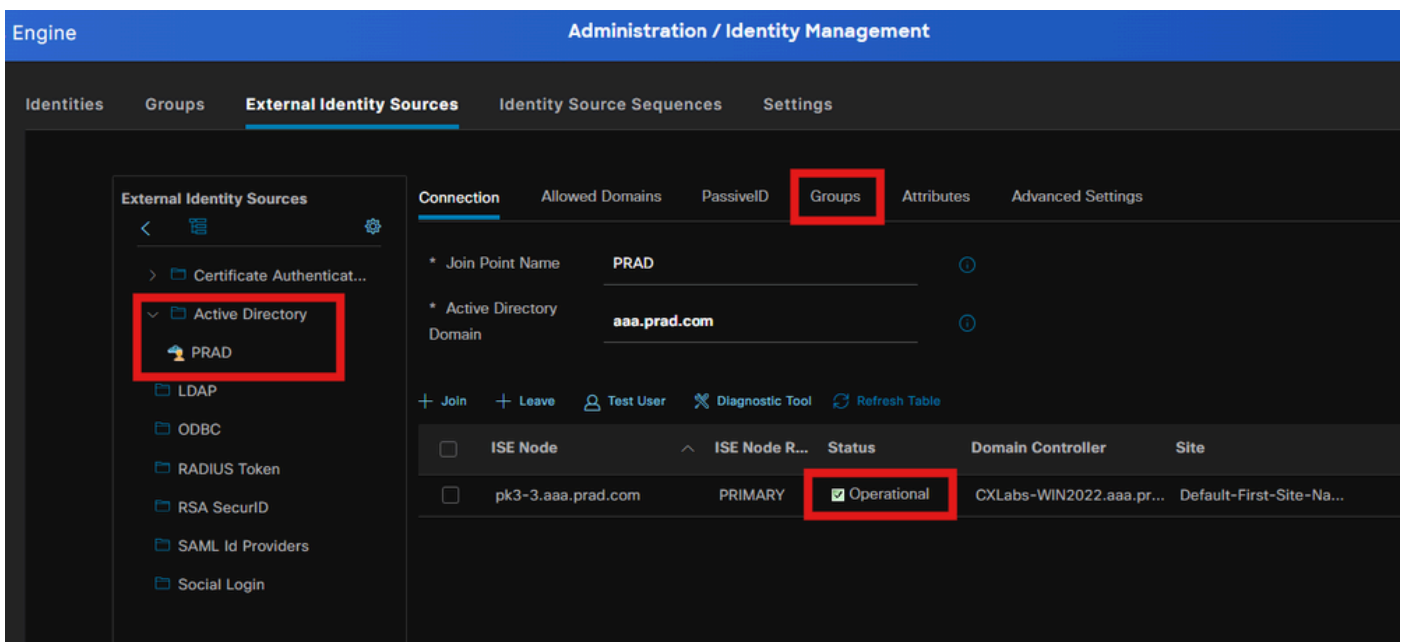 Engine
Administration / Identity Management
Identities Groups External Identity Sources Identity Source Sequences Settings
External Identity Sources
Certificate Authenticat...
Active Directory
PRAD
LDAP
ODBC
RADIUS Token
RSA SecurID
SAML Id Providers
Social Login
Connection Allowed Domains PassiveID Groups Attributes Advanced Settings
* Join Point Name PRAD
* Active Directory
Domain
aaa.prad.com
+ Join + Leave Test User Diagnostic Tool Refresh Table
ISE Node ISE Node R... Status Domain Controller Site
pk3-3.aaa.prad.com PRIMARY Operational CXLabs-WIN2022.aaa.pr... Default-First-Site-Na...